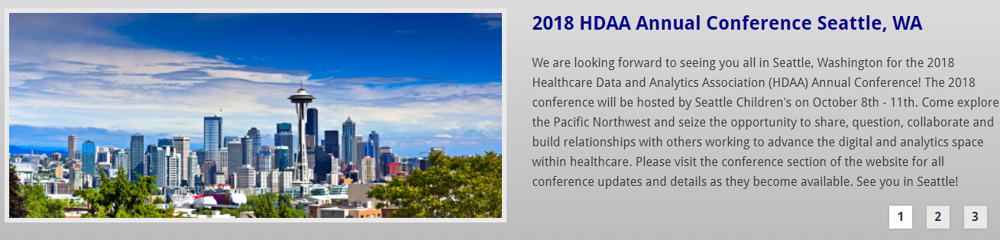 2018 HDAA Annual Conference Seattle, WA
We are looking forward to seeing you all in Seattle, Washington for the 2018
Healthcare Data and Analytics Association (HDAA) Annual Conference! The 2018
conference will be hosted by Seattle Children's on October 8th - 11th. Come explore
the Pacific Northwest and seize the opportunity to share, question, collaborate and
build relationships with others working to advance the digital and analytics space
within healthcare. Please visit the conference section of the website for all
conference updates and details as they become available. See you in Seattle!
1 2 3